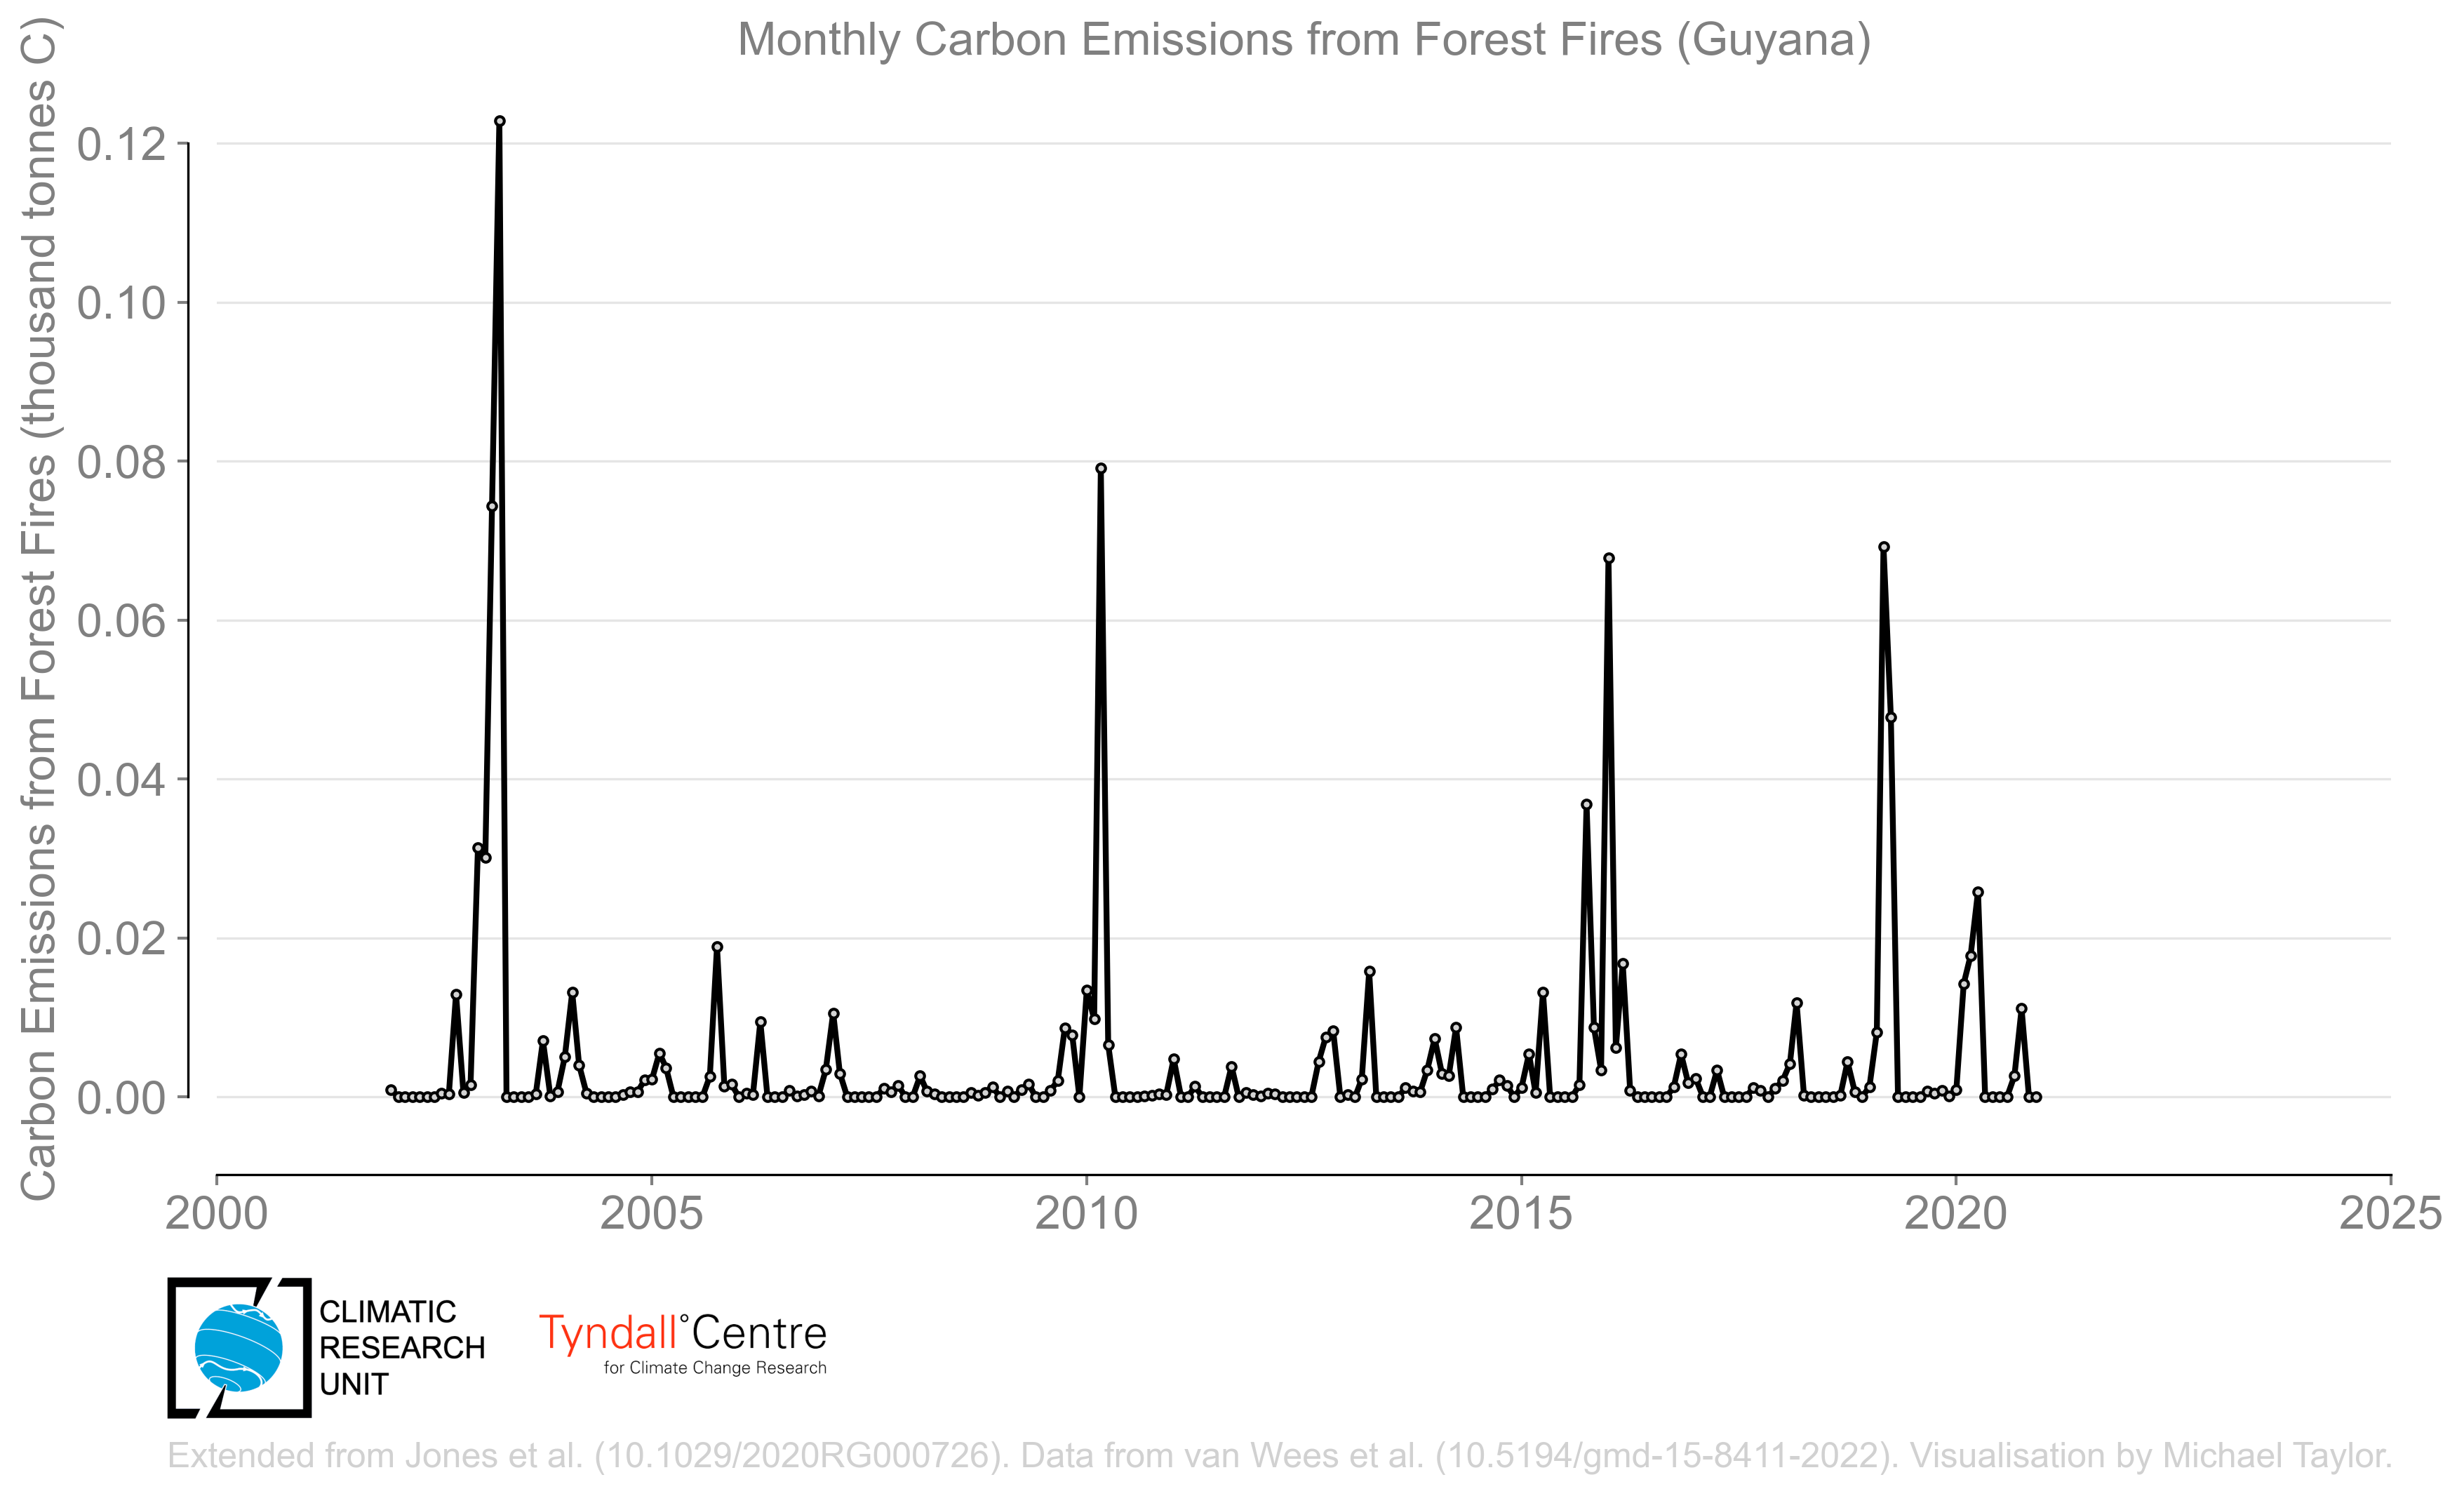 Monthly Carbon Emissions from Forest Fires (Guyana)
Carbon Emissions from Forest Fires (thousand tonnes C)
0.12
0.10
0.08
0.06
0.04
0.02
0.00
2000 2005 2010 2015 2020 2025
CLIMATIC
RESEARCH
UNIT
Tyndall°Centre
for Climate Change Research
Extended from Jones et al. (10.1029/2020RG000726). Data from van Wees et al. (10.5194/gmd-15-8411-2022). Visualisation by Michael Taylor.